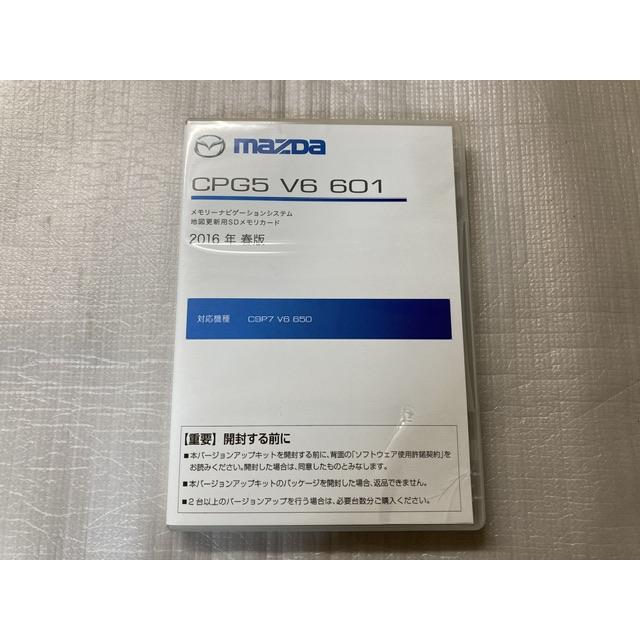 mazda
CPG5 V6 601
メモリーナビゲーションシステム
地図更新用SDメモリカード
2016 年 春版
対応機種 C9P7 V6 650
【重要】開封する前に
■本バージョンアップキットを開封する前に、背面の「ソフトウェア使用許諾契約」を
お読みください。開封した場合は、同意したものとみなします。
■本バージョンアップキットのパッケージを開封した場合、返品できません。
■2台以上のバージョンアップを行う場合は、必要台数分ご購入ください。